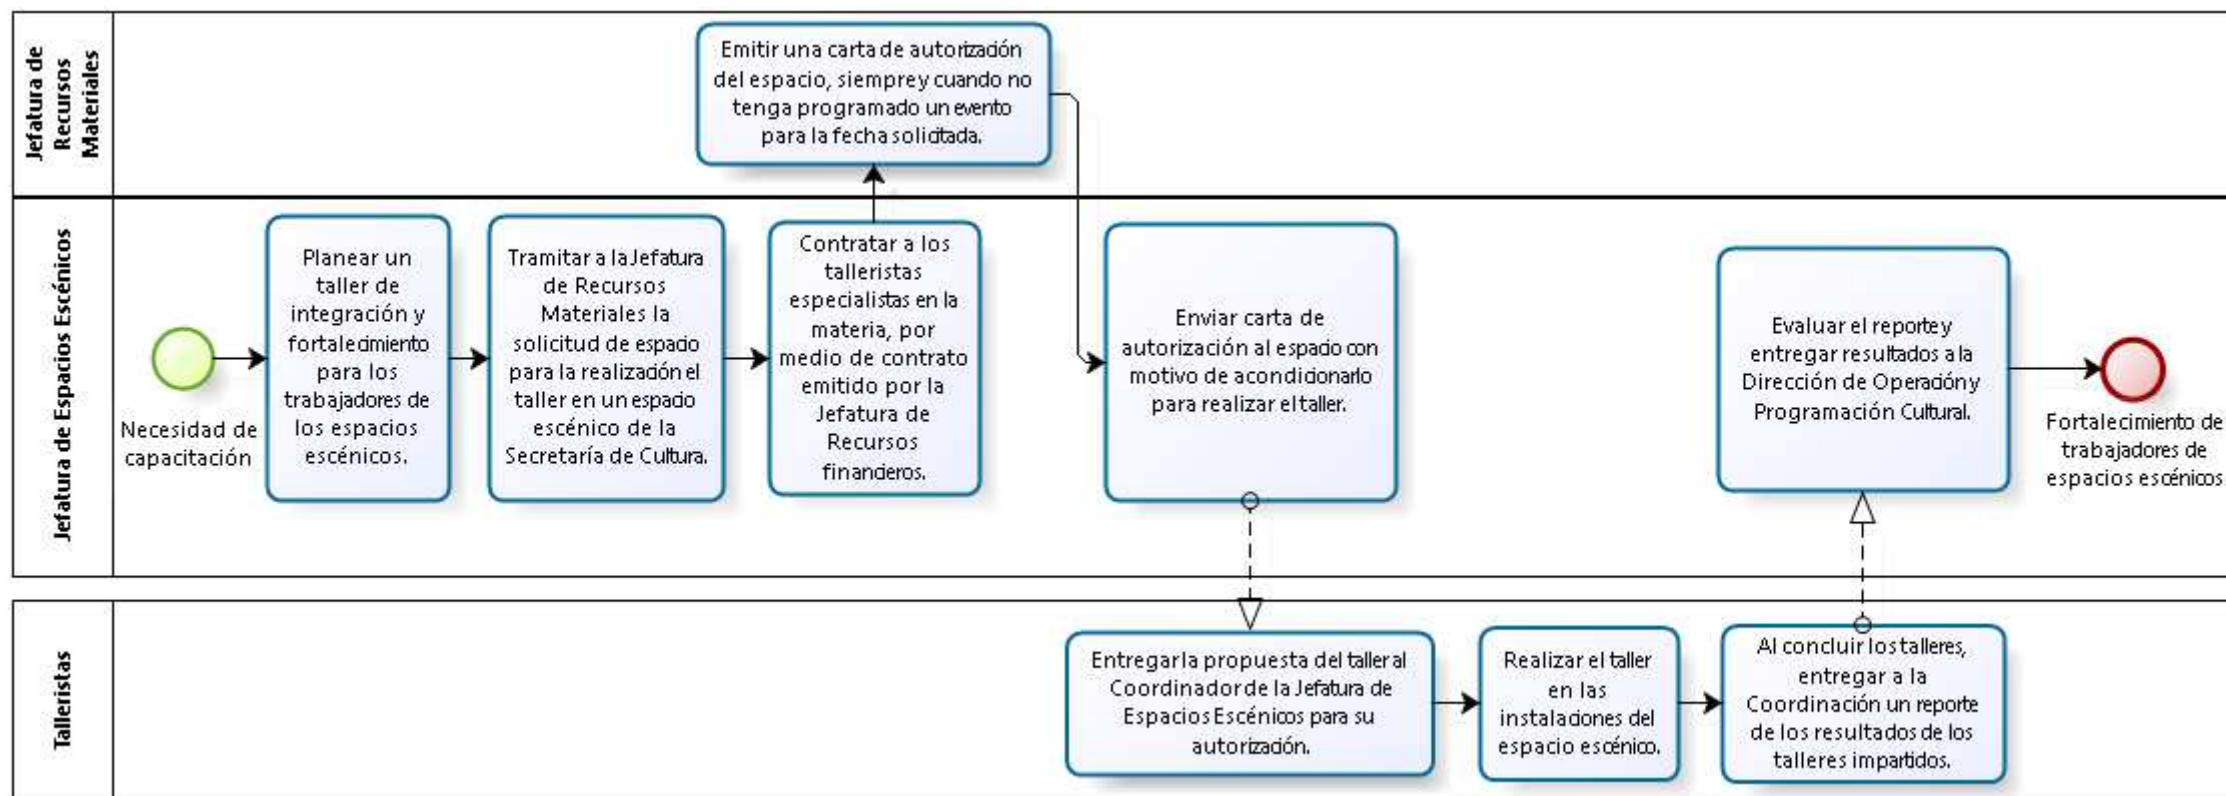 Jefatura de
Recursos
Materiales
Emitir una carta de autorización
del espacio, siempre y cuando no
tenga programado un evento
para la fecha solicitada.
Jefatura de Espacios Escénicos
Necesidad de
capacitación
Planear un
taller de
integración y
fortalecimiento
para los
trabajadores de
los espacios
escénicos.
Tramitar a la Jefatura
de Recursos
Materiales la
solicitud de espacio
para la realización el
taller en un espacio
escénico de la
Secretaría de Cultura.
Contratar a los
talleristas
especialistas en la
materia, por
medio de contrato
emitido por la
Jefatura de
Recursos
financieros.
Enviar carta de
autorización al espacio con
motivo de acondicionarlo
para realizar el taller.
Evaluar el reporte y
entregar resultados a la
Dirección de Operación y
Programación Cultural.
Fortalecimiento de
trabajadores de
espacios escénicos
Talleristas
Entregar la propuesta del taller al
Coordinador de la Jefatura de
Espacios Escénicos para su
autorización.
Realizar el taller
en las
instalaciones del
espacio escénico.
Al concluir los talleres,
entregar a la
Coordinación un reporte
de los resultados de los
talleres impartidos.